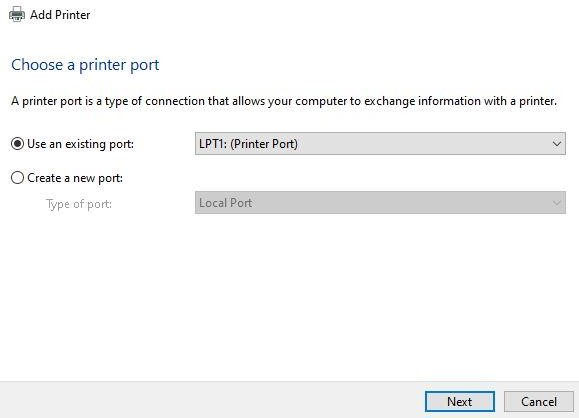 Add Printer
Choose a printer port
A printer port is a type of connection that allows your computer to exchange information with a printer.
Use an existing port: LPT1: (Printer Port)
Create a new port:
Type of port: Local Port
Next Cancel